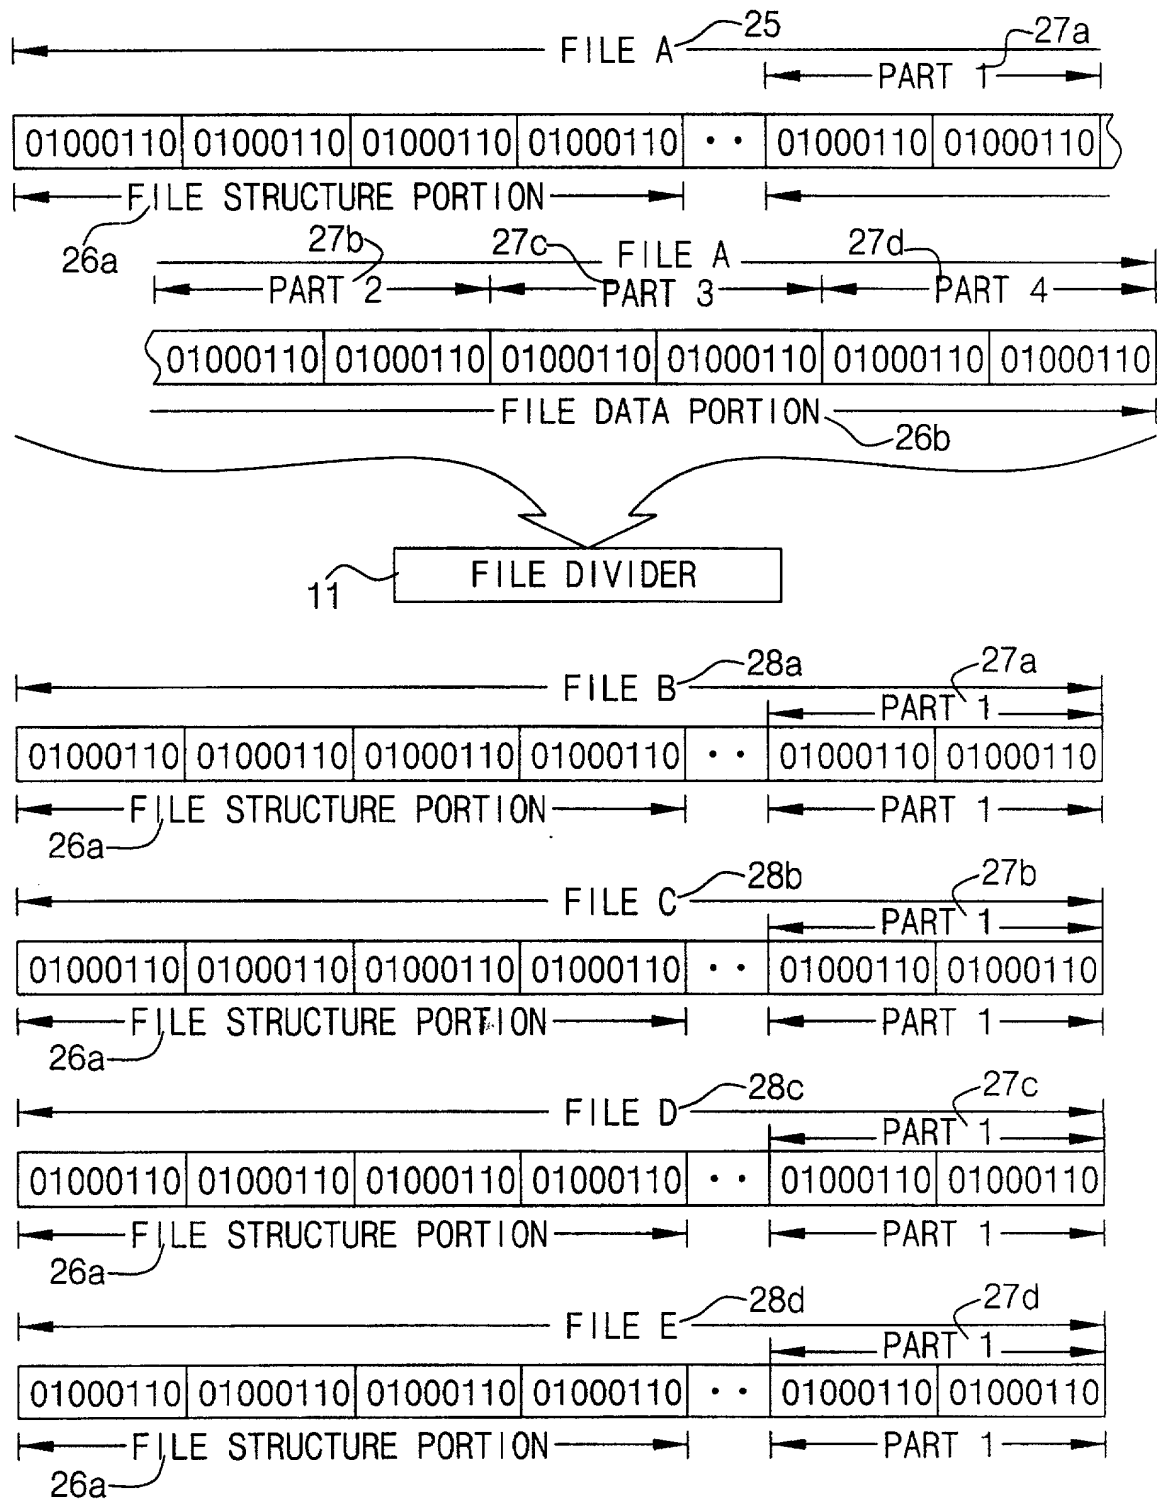 FILE A 25 27a
PART 1
01000110 01000110 01000110 01000110 · · 01000110 01000110
FILE STRUCTURE PORTION
26a 27b 27c FILE A 27d
PART 2 PART 3 PART 4
01000110 01000110 01000110 01000110 01000110 01000110
FILE DATA PORTION
26b
11 FILE DIVIDER
FILE B 28a 27a
PART 1
01000110 01000110 01000110 01000110 · · 01000110 01000110
FILE STRUCTURE PORTION PART 1
26a
FILE C 28b 27b
PART 1
01000110 01000110 01000110 01000110 · · 01000110 01000110
FILE STRUCTURE PORTION PART 1
26a
FILE D 28c 27c
PART 1
01000110 01000110 01000110 01000110 · · 01000110 01000110
FILE STRUCTURE PORTION PART 1
26a
FILE E 28d 27d
PART 1
01000110 01000110 01000110 01000110 · · 01000110 01000110
FILE STRUCTURE PORTION PART 1
26a